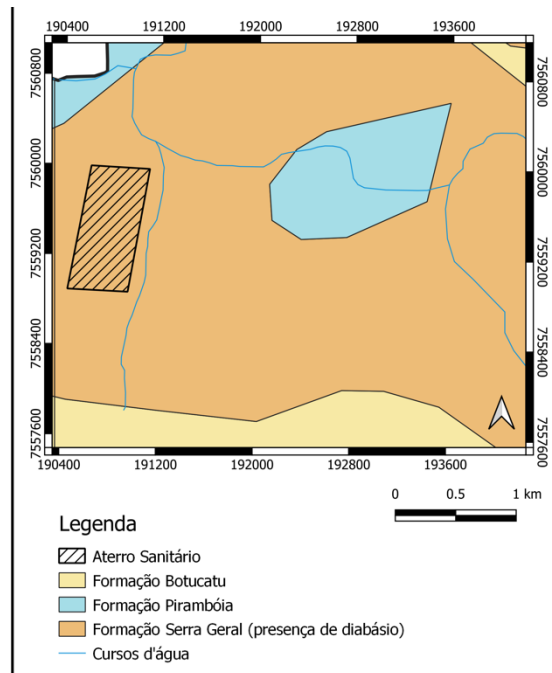 190400 191200 192000 192800 193600
7560800 7560800
7560000 7560000
7559200 7559200
7558400 7558400
7557600 7557600
190400 191200 192000 192800 193600
0 0.5 1 km
Legenda
Aterro Sanitário
Formação Botucatu
Formação Pirambóia
Formação Serra Geral (presença de diabásio)
Cursos d'água